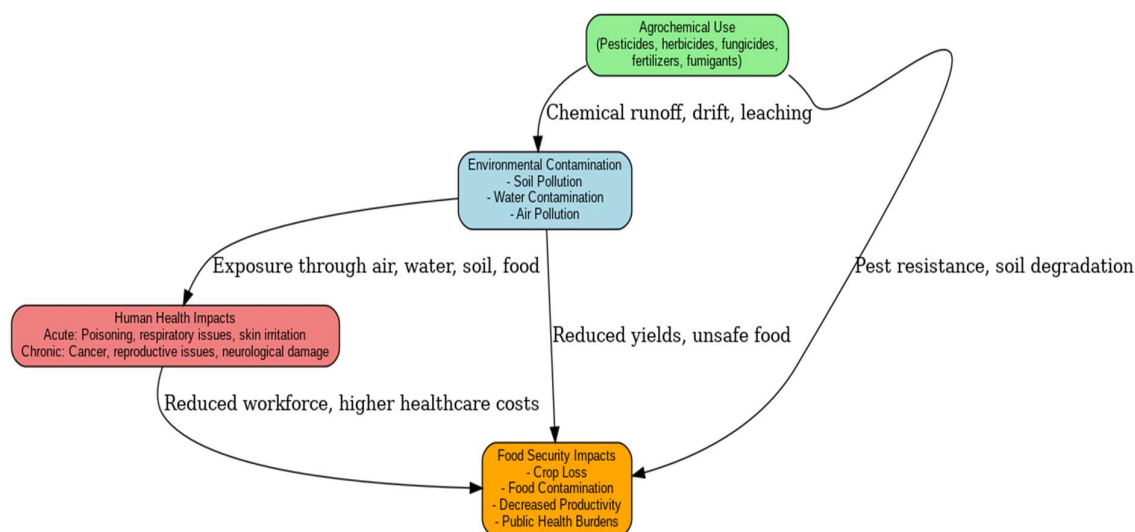 Agrochemical Use
(Pesticides, herbicides, fungicides,
fertilizers, fumigants)
Chemical runoff, drift, leaching
Environmental Contamination
- Soil Pollution
- Water Contamination
- Air Pollution
Exposure through air, water, soil, food
Pest resistance, soil degradation
Human Health Impacts
Acute: Poisoning, respiratory issues, skin irritation
Chronic: Cancer, reproductive issues, neurological damage
Reduced yields, unsafe food
Reduced workforce, higher healthcare costs
Food Security Impacts
- Crop Loss
- Food Contamination
- Decreased Productivity
- Public Health Burdens